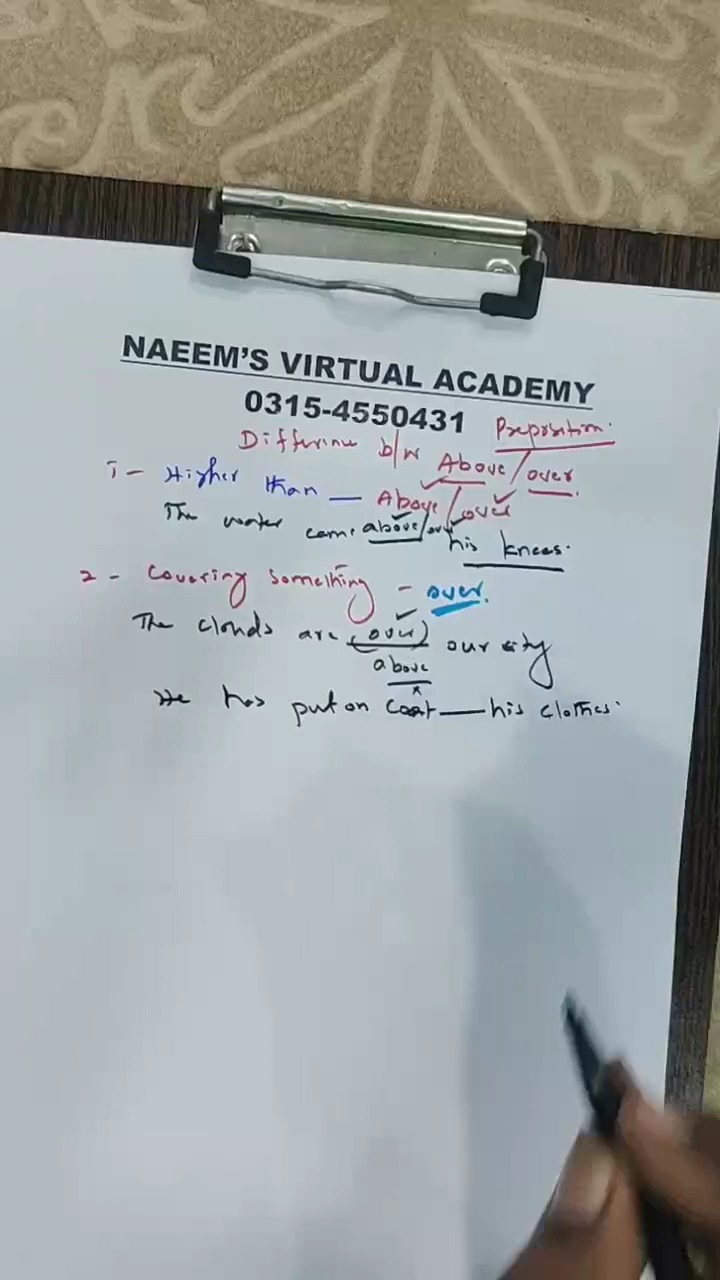 NAEEM'S VIRTUAL ACADEMY
0315-4550431
Preposition.
Difference b/w Above/over
1- Higher than — Above/over
The water came above/over his knees.
2- Covering something - over.
The clouds are (over) our city
above
x
He has put on coat — his clothes.